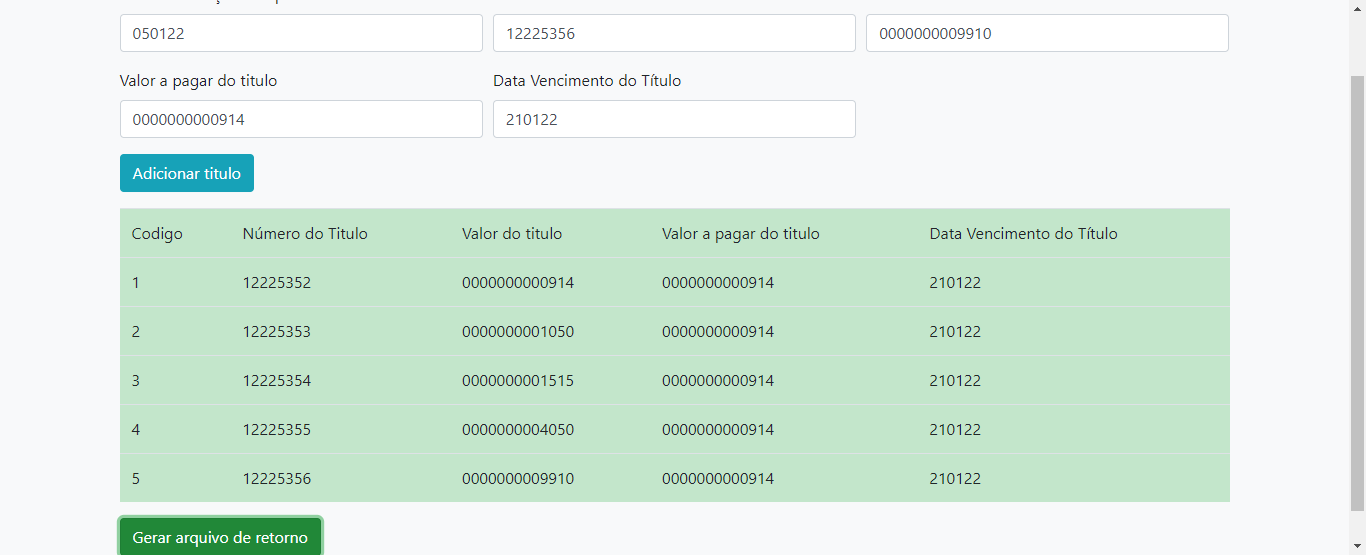 050122 12225356 0000000009910
Valor a pagar do titulo Data Vencimento do Título
0000000000914 210122
Adicionar titulo
Codigo Número do Titulo Valor do titulo Valor a pagar do titulo Data Vencimento do Título
1 12225352 0000000000914 0000000000914 210122
2 12225353 0000000001050 0000000000914 210122
3 12225354 0000000001515 0000000000914 210122
4 12225355 0000000004050 0000000000914 210122
5 12225356 0000000009910 0000000000914 210122
Gerar arquivo de retorno